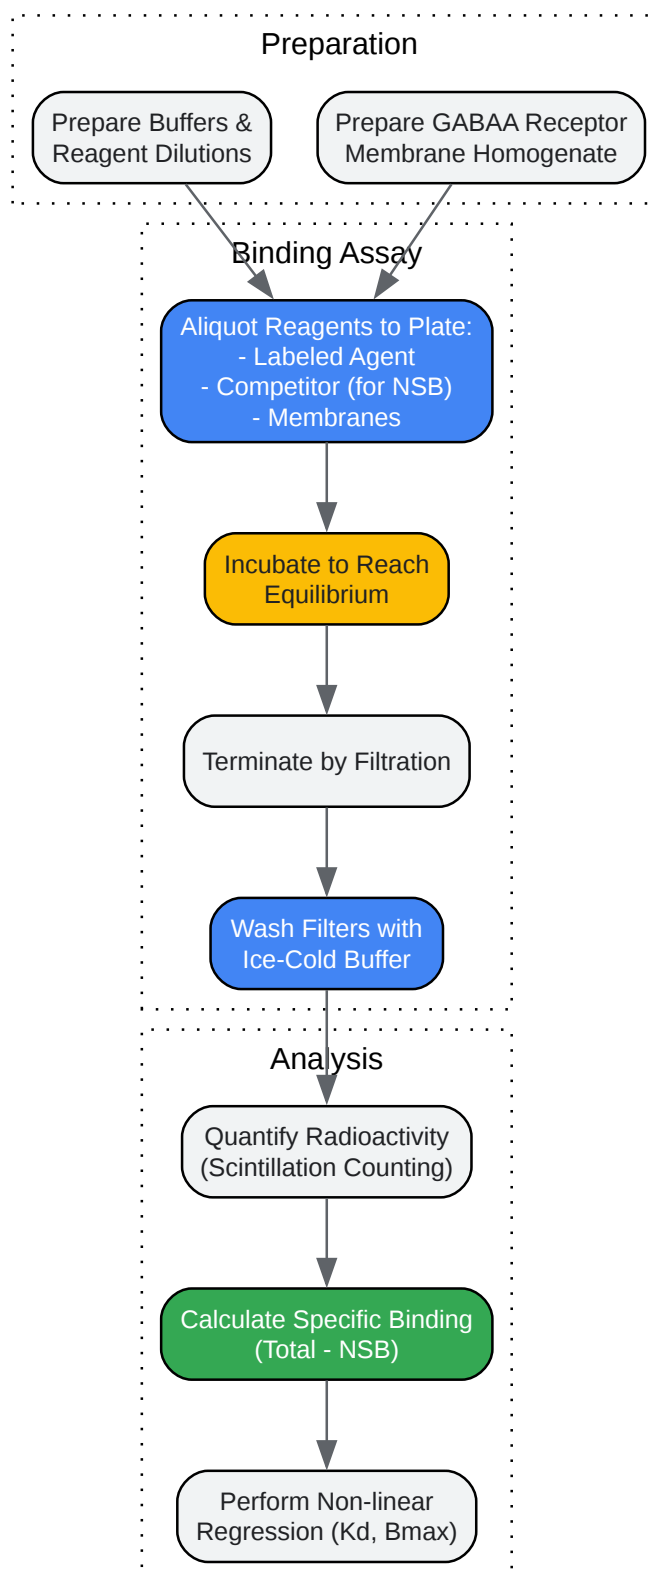 Preparation
Prepare Buffers &
Reagent Dilutions
Prepare GABAA Receptor
Membrane Homogenate
Binding Assay
Aliquot Reagents to Plate:
- Labeled Agent
- Competitor (for NSB)
- Membranes
Incubate to Reach
Equilibrium
Terminate by Filtration
Wash Filters with
Ice-Cold Buffer
Analysis
Quantify Radioactivity
(Scintillation Counting)
Calculate Specific Binding
(Total - NSB)
Perform Non-linear
Regression (Kd, Bmax)